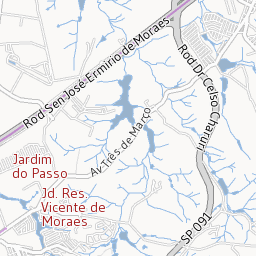 Rod Sen José Ermírio de Moraes
Rod Dr. Celso Charuri
Av Três de Março
Jardim
do Passo
Jd. Res.
Vicente de
Moraes
SP 091